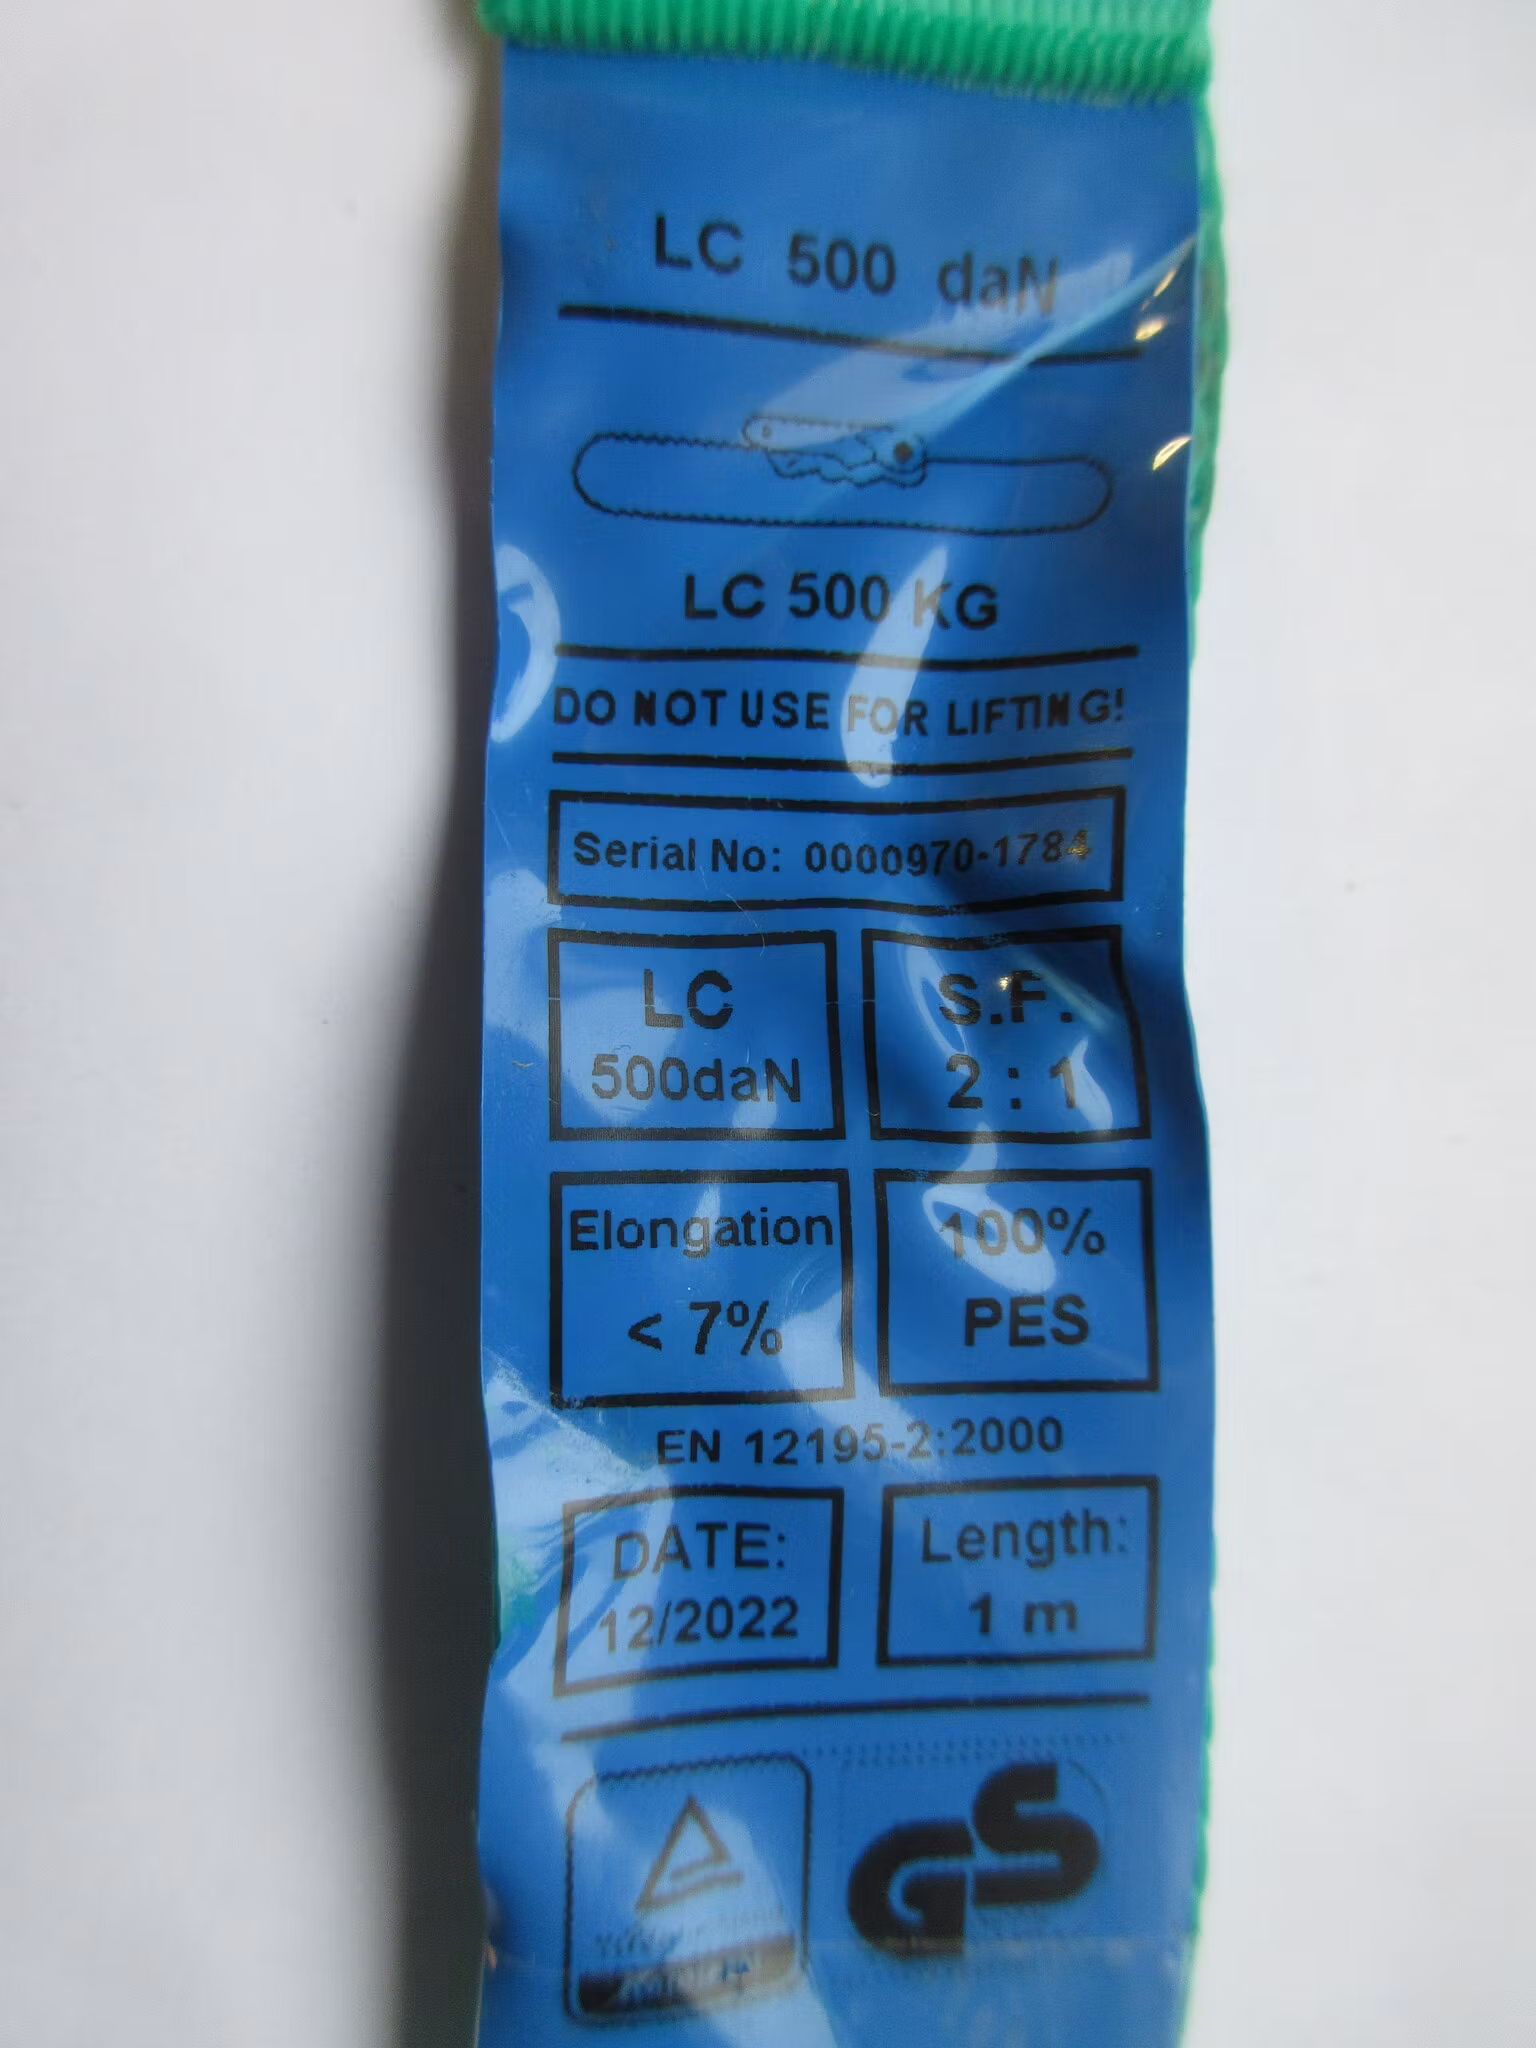 LC 500 daN
LC 500 KG
DO NOT USE FOR LIFTING!
Serial No: 0000970-1784
LC
500daN
S.F.
2 : 1
Elongation
< 7%
100%
PES
EN 12195-2:2000
DATE:
12/2022
Length:
1 m
GS